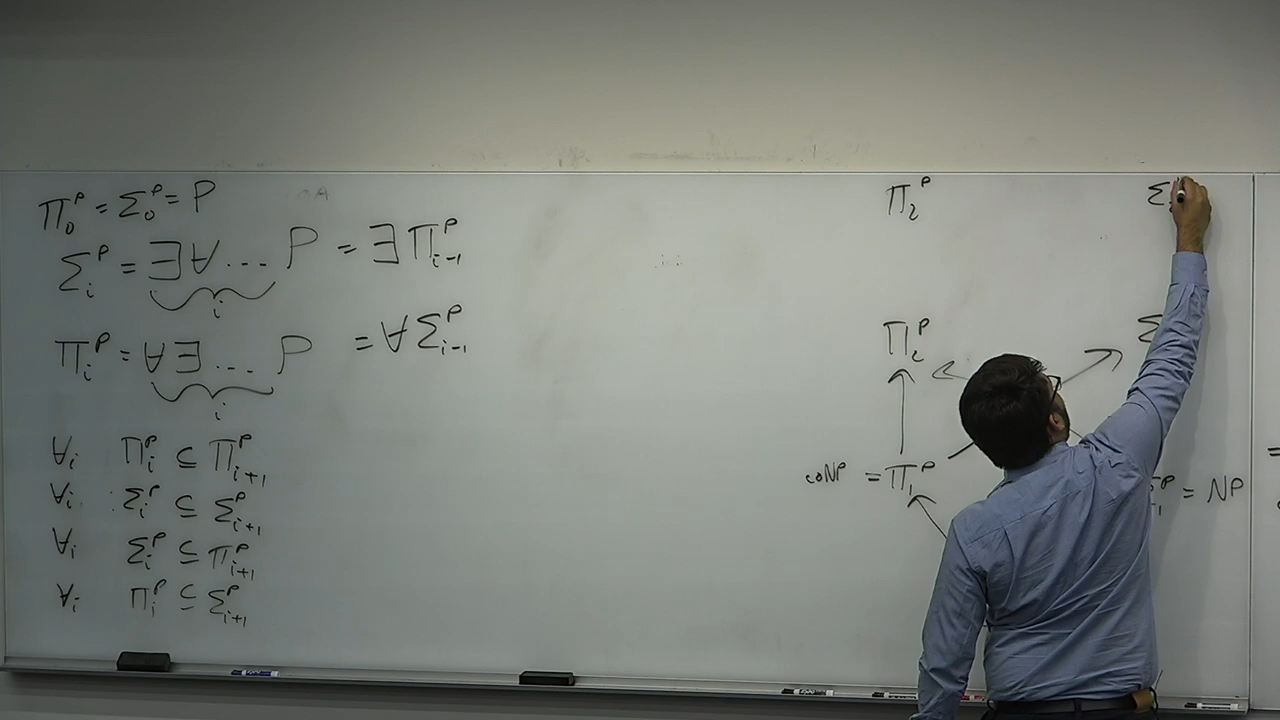 Π₀ᴾ = Σ₀ᴾ = P
Σᵢᴾ = ∃∀... P = ∃Πᵢ₋₁ᴾ
i
Πᵢᴾ = ∀∃... P = ∀Σᵢ₋₁ᴾ
i
∀i Πᵢᴾ ⊆ Πᵢ₊₁ᴾ
∀i Σᵢᴾ ⊆ Σᵢ₊₁ᴾ
∀i Σᵢᴾ ⊆ Πᵢ₊₁ᴾ
∀i Πᵢᴾ ⊆ Σᵢ₊₁ᴾ
Π₂ᴾ Σ
Π₂ᴾ Σ
coNP = Π₁ᴾ ₁ᴾ = NP